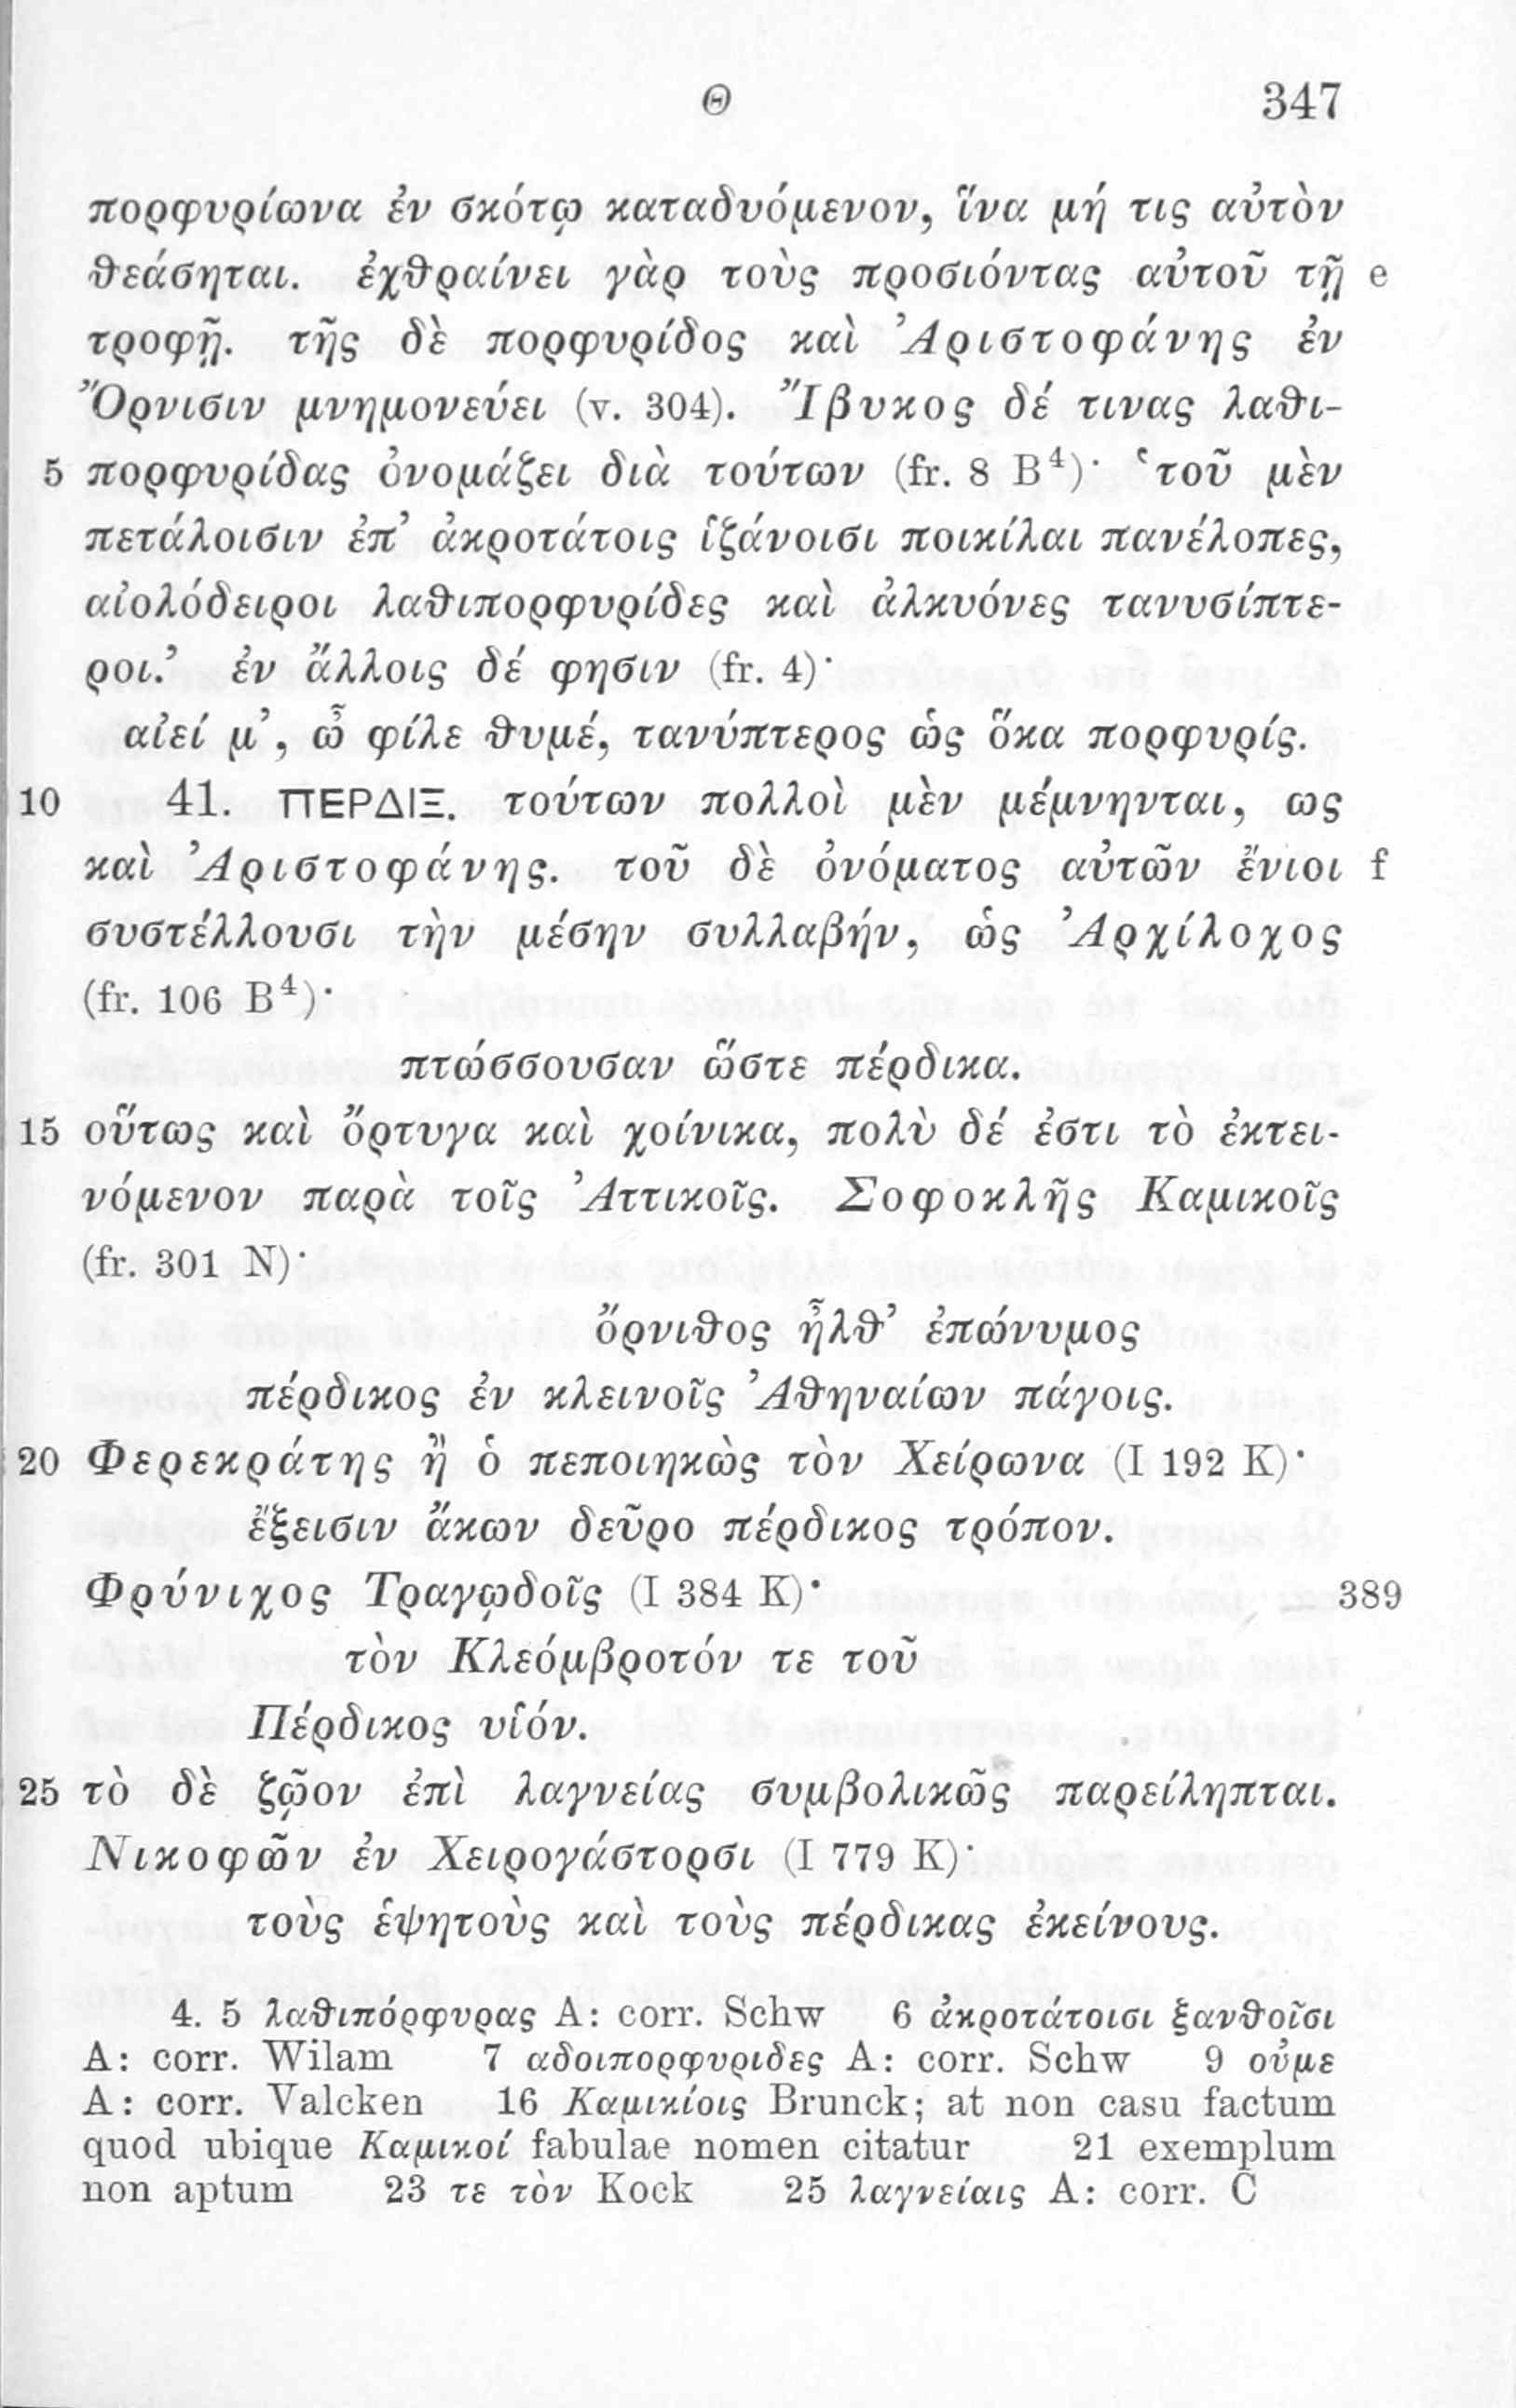 Θ 347
πορφυρίωνα ἐν σκότῳ καταδυόμενον, ἵνα μή τις αὐτὸν
θεάσηται. ἐχθραίνει γὰρ τοὺς προσιόντας αὐτοῦ τῇ e
τροφῇ. τῆς δὲ πορφυρίδος καὶ Ἀριστοφάνης ἐν
Ὄρνισιν μνημονεύει (v. 304). Ἴβυκος δέ τινας λαθι-
5 πορφυρίδας ὀνομάζει διὰ τούτων (fr. 8 B⁴)· ‘τοῦ μὲν
πετάλοισιν ἐπ’ ἀκροτάτοις ἱζάνοισι ποικίλαι πανέλοπες,
αἰολόδειροι λαθιπορφυρίδες καὶ ἀλκυόνες τανυσίπτε-
ροι.’ ἐν ἄλλοις δέ φησιν (fr. 4)·
αἰεί μ’, ὦ φίλε θυμέ, τανύπτερος ὡς ὅκα πορφυρίς.
10 41. ΠΕΡΔΙΞ. τούτων πολλοὶ μὲν μέμνηνται, ως
καὶ Ἀριστοφάνης. τοῦ δὲ ὀνόματος αὐτῶν ἔνιοι f
συστέλλουσι τὴν μέσην συλλαβήν, ὡς Ἀρχίλοχος
(fr. 106 B⁴)·
πτώσσουσαν ὥστε πέρδικα.
15 οὕτως καὶ ὄρτυγα καὶ χοίνικα, πολὺ δέ ἐστι τὸ ἐκτει-
νόμενον παρὰ τοῖς Ἀττικοῖς. Σοφοκλῆς Καμικοῖς
(fr. 301 N)·
ὄρνιθος ἦλθ’ ἐπώνυμος
πέρδικος ἐν κλεινοῖς Ἀθηναίων πάγοις.
20 Φερεκράτης ἢ ὁ πεποιηκὼς τὸν Χείρωνα (I 192 K)·
ἔξεισιν ἄκων δεῦρο πέρδικος τρόπον.
Φρύνιχος Τραγῳδοῖς (I 384 K)· 389
τὸν Κλεόμβροτόν τε τοῦ
Πέρδικος υἱόν.
25 τὸ δὲ ζῷον ἐπὶ λαγνείας συμβολικῶς παρείληπται.
Νικοφῶν ἐν Χειρογάστορσι (I 779 K)·
τοὺς ἑψητοὺς καὶ τοὺς πέρδικας ἐκείνους.
4. 5 λαθιπόρφυρας A: corr. Schw 6 ἀκροτάτοισι ξανθοῖσι
A: corr. Wilam 7 αδοιπορφυριδες A: corr. Schw 9 οὐμε
A: corr. Valcken 16 Καμικίοις Brunck; at non casu factum
quod ubique Καμικοί fabulae nomen citatur 21 exemplum
non aptum 23 τε τὸν Kock 25 λαγνείαις A: corr. C